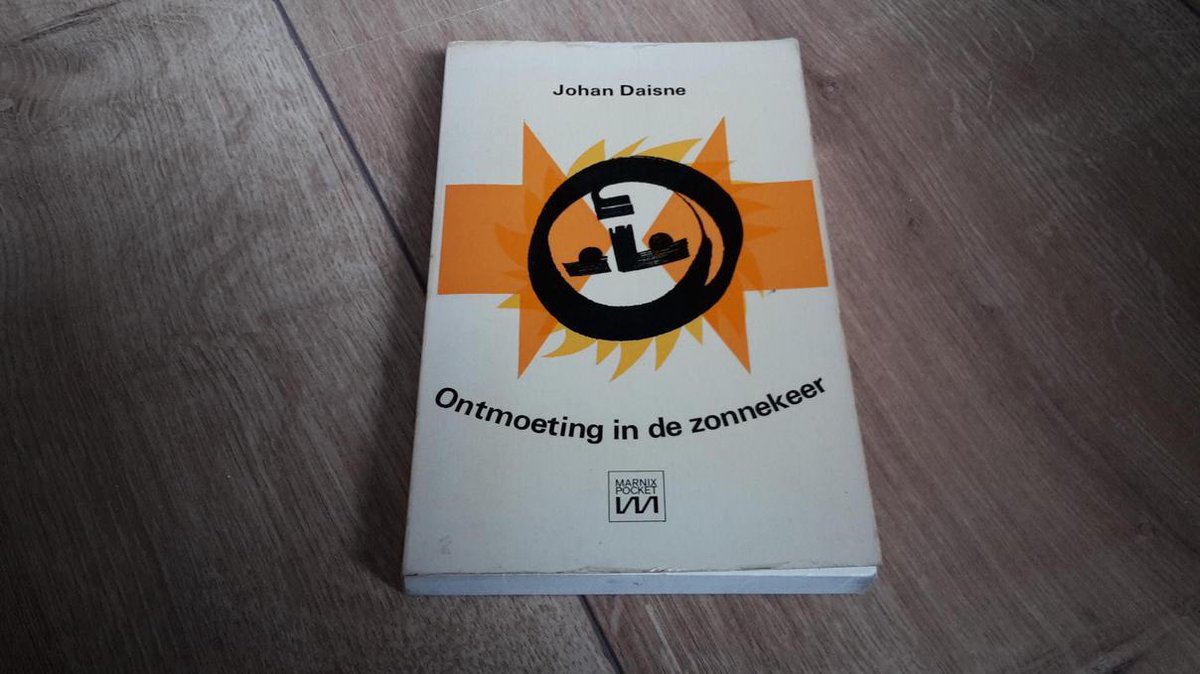 Johan Daisne
Ontmoeting in de zonnekeer
MARNIX
POCKET